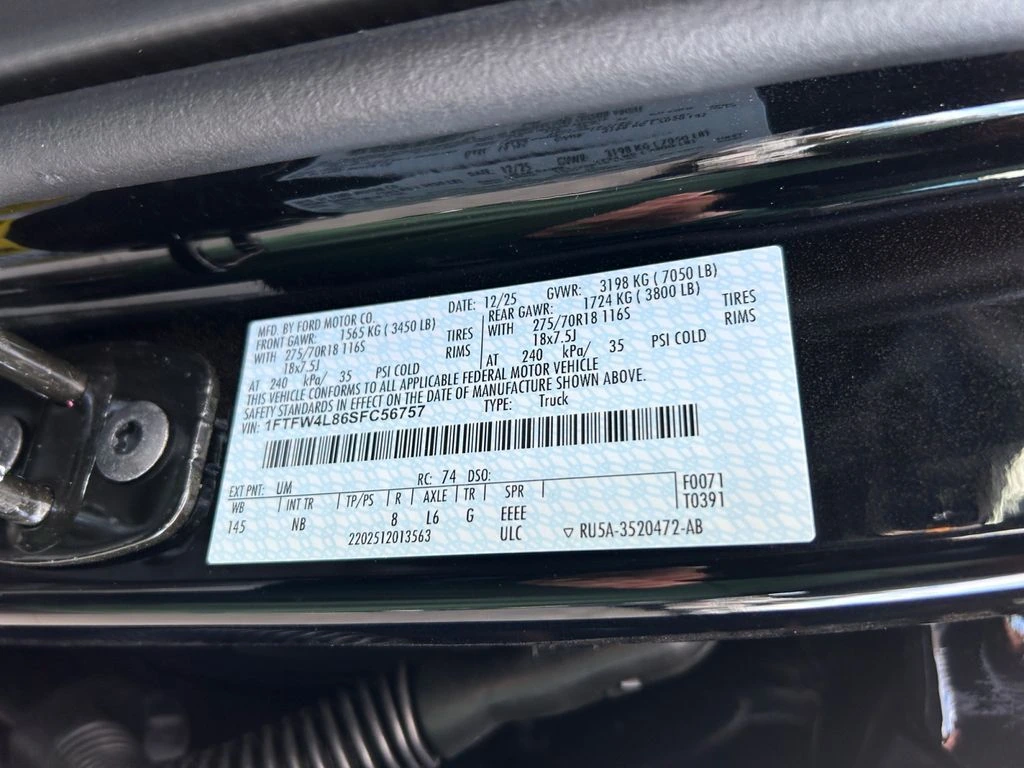 MFD. BY FORD MOTOR CO.
DATE: 12/25 GVWR: 3198 KG ( 7050 LB)
FRONT GAWR: 1565 KG ( 3450 LB)
WITH 275/70R18 116S TIRES
18x7.5J RIMS
AT 240 kPa/ 35 PSI COLD
REAR GAWR: 1724 KG ( 3800 LB)
WITH 275/70R18 116S TIRES
18x7.5J RIMS
AT 240 kPa/ 35 PSI COLD
THIS VEHICLE CONFORMS TO ALL APPLICABLE FEDERAL MOTOR VEHICLE
SAFETY STANDARDS IN EFFECT ON THE DATE OF MANUFACTURE SHOWN ABOVE.
VIN: 1FTFW4L86SFC56757 TYPE: Truck
EXT PNT: UM RC: 74 DSO:
WB INT TR TP/PS R AXLE TR SPR
145 NB 8 L6 G EEEE
2202512013563 ULC
F0071
T0391
▽ RU5A-3520472-AB